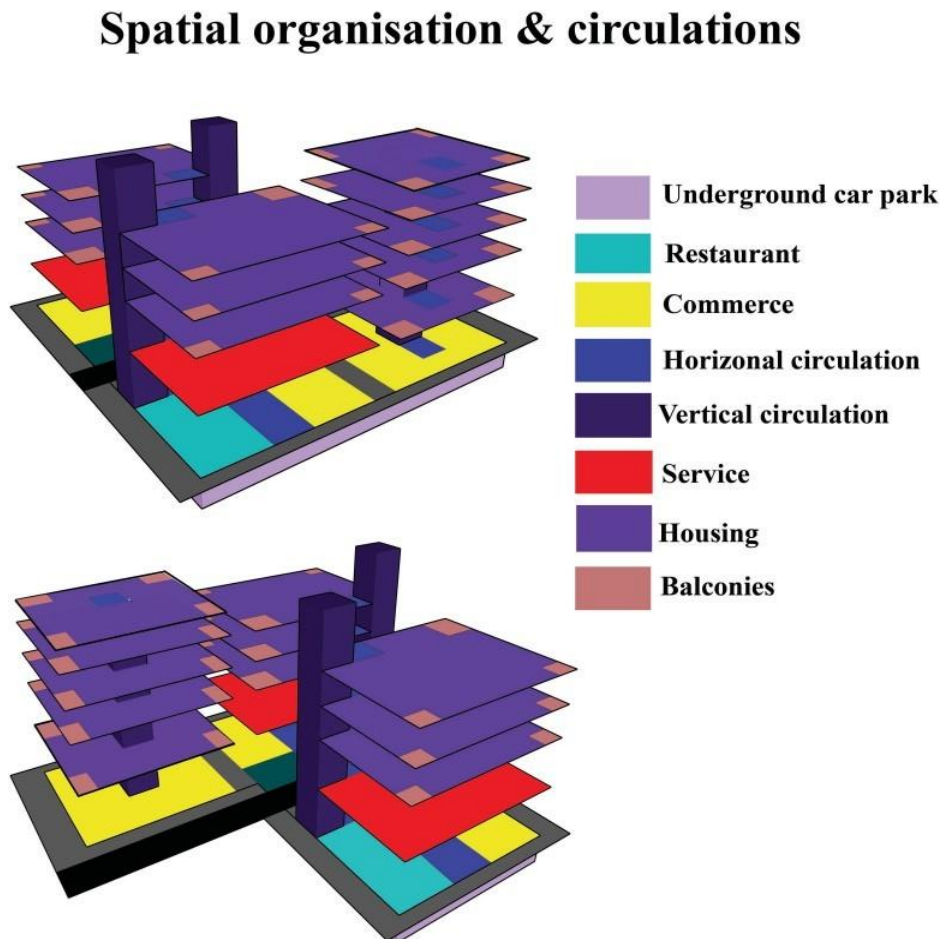 Spatial organisation & circulations
Underground car park
Restaurant
Commerce
Horizonal circulation
Vertical circulation
Service
Housing
Balconies